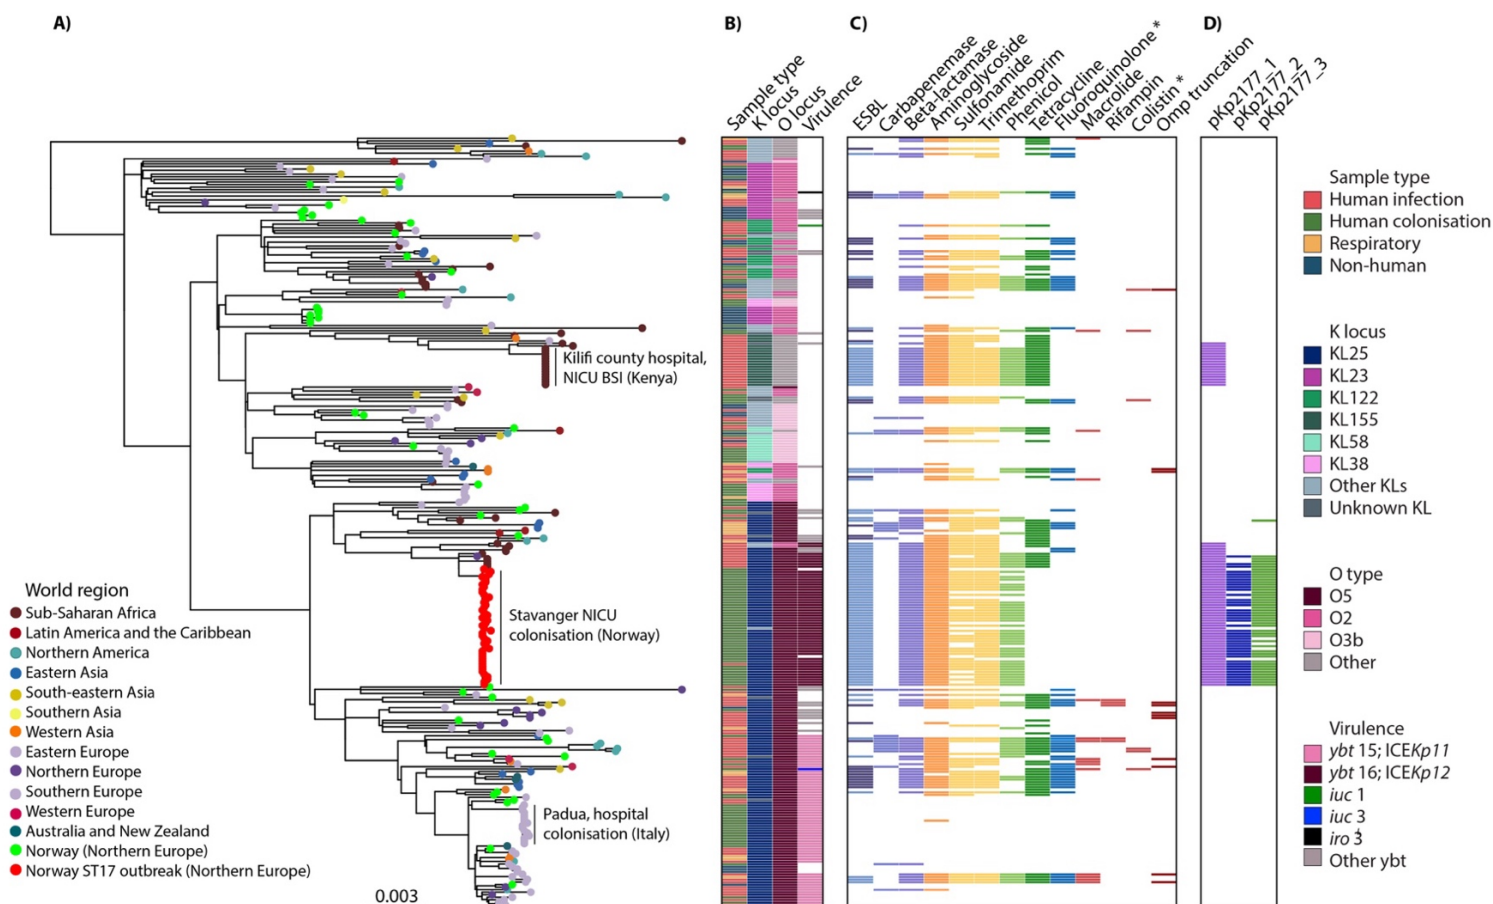 A)
B)
C)
D)
Sample type
K locus
O locus
Virulence
ESBL
Carbapenemase
Beta-lactamase
Aminoglycoside
Sulfonamide
Trimethoprim
Phenicol
Tetracycline
Fluoroquinolone *
Macrolide
Rifampin
Colistin *
Omp truncation
pKp2177_1
pKp2177_2
pKp2177_3
Kilifi county hospital,
NICU BSI (Kenya)
Stavanger NICU
colonisation (Norway)
Padua, hospital
colonisation (Italy)
0.003
World region
Sub-Saharan Africa
Latin America and the Caribbean
Northern America
Eastern Asia
South-eastern Asia
Southern Asia
Western Asia
Eastern Europe
Northern Europe
Southern Europe
Western Europe
Australia and New Zealand
Norway (Northern Europe)
Norway ST17 outbreak (Northern Europe)
Sample type
Human infection
Human colonisation
Respiratory
Non-human
K locus
KL25
KL23
KL122
KL155
KL58
KL38
Other KLs
Unknown KL
O type
O5
O2
O3b
Other
Virulence
ybt 15; ICEKp11
ybt 16; ICEKp12
iuc 1
iuc 3
iro 3
Other ybt